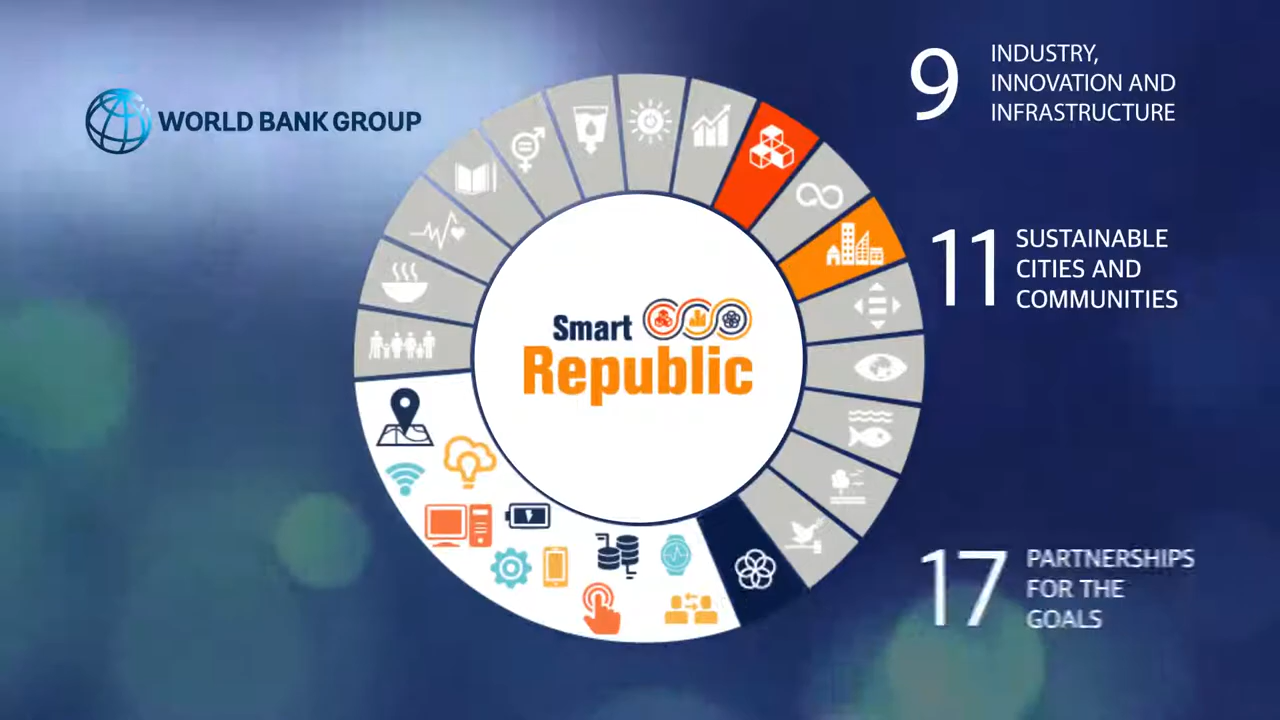 WORLD BANK GROUP
9
INDUSTRY,
INNOVATION AND
INFRASTRUCTURE
11
SUSTAINABLE
CITIES AND
COMMUNITIES
Smart
Republic
17
PARTNERSHIPS
FOR THE
GOALS